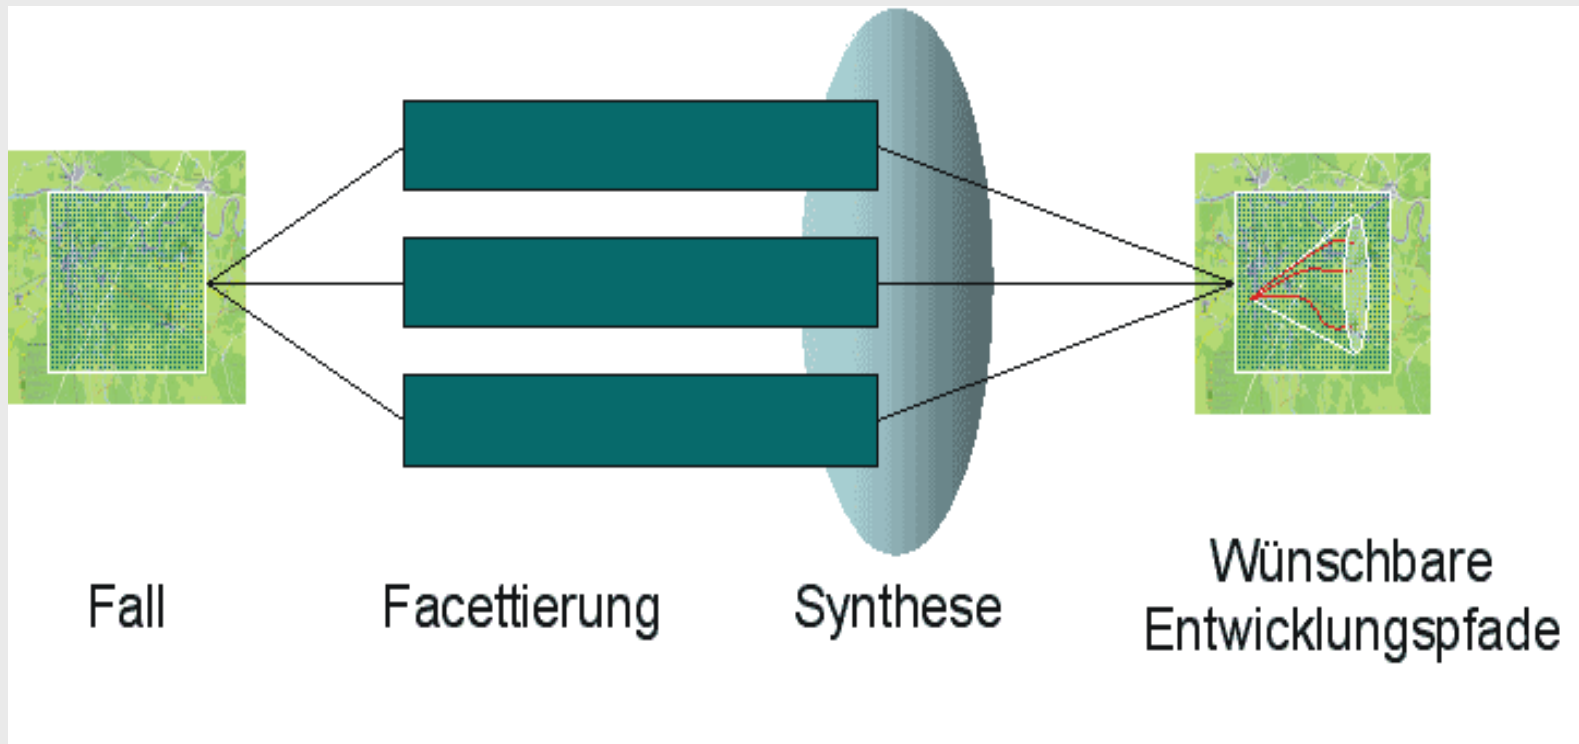 Fall
Facettierung
Synthese
Wünschbare
Entwicklungspfade